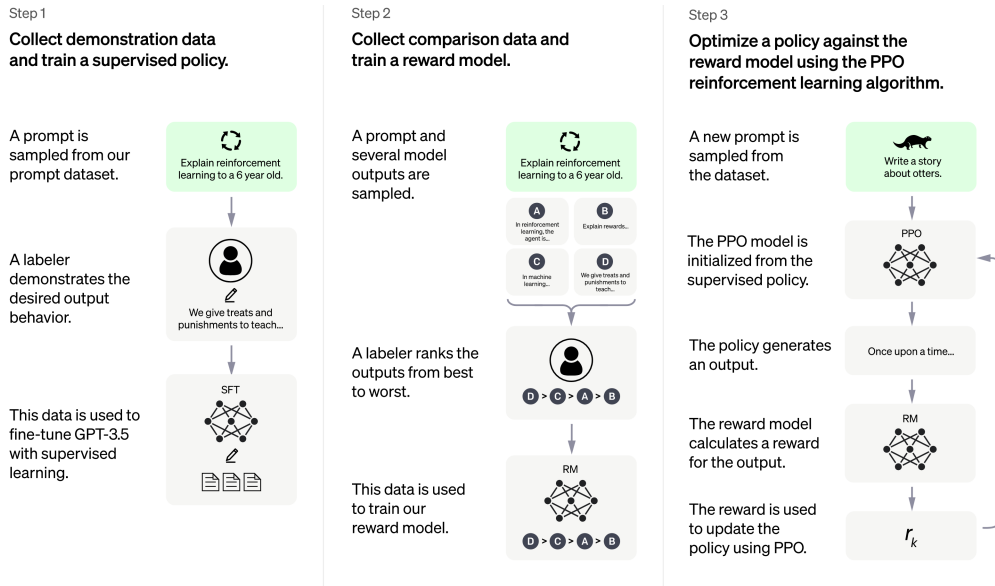 Step 1
Collect demonstration data
and train a supervised policy.
A prompt is
sampled from our
prompt dataset.
Explain reinforcement
learning to a 6 year old.
A labeler
demonstrates the
desired output
behavior.
We give treats and
punishments to teach...
This data is used to
fine-tune GPT-3.5
with supervised
learning.
SFT
Step 2
Collect comparison data and
train a reward model.
A prompt and
several model
outputs are
sampled.
Explain reinforcement
learning to a 6 year old.
A
In reinforcement
learning, the
agent is...
B
Explain rewards...
C
In machine
learning...
D
We give treats and
punishments to
teach...
A labeler ranks the
outputs from best
to worst.
D > C > A > B
This data is used
to train our
reward model.
RM
D > C > A > B
Step 3
Optimize a policy against the
reward model using the PPO
reinforcement learning algorithm.
A new prompt is
sampled from
the dataset.
Write a story
about otters.
The PPO model is
initialized from the
supervised policy.
PPO
The policy generates
an output.
Once upon a time...
The reward model
calculates a reward
for the output.
RM
The reward is used
to update the
policy using PPO.
rk